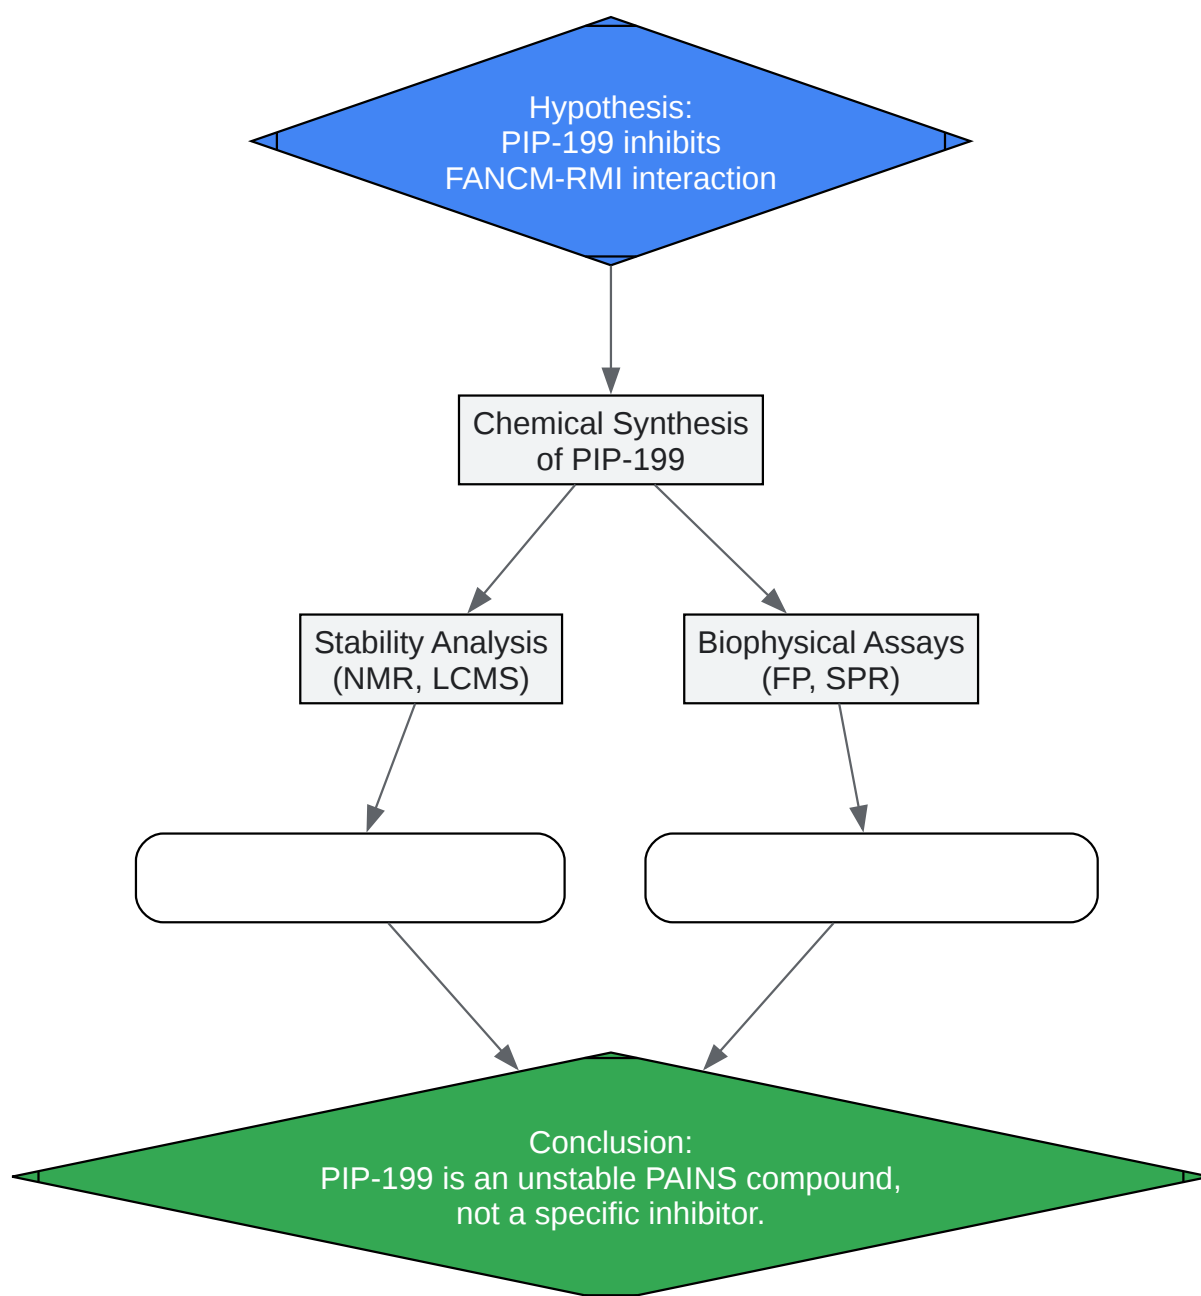 Hypothesis:
PIP-199 inhibits
FANCM-RMI interaction
Chemical Synthesis
of PIP-199
Stability Analysis
(NMR, LCMS)
Biophysical Assays
(FP, SPR)
Conclusion:
PIP-199 is an unstable PAINS compound,
not a specific inhibitor.